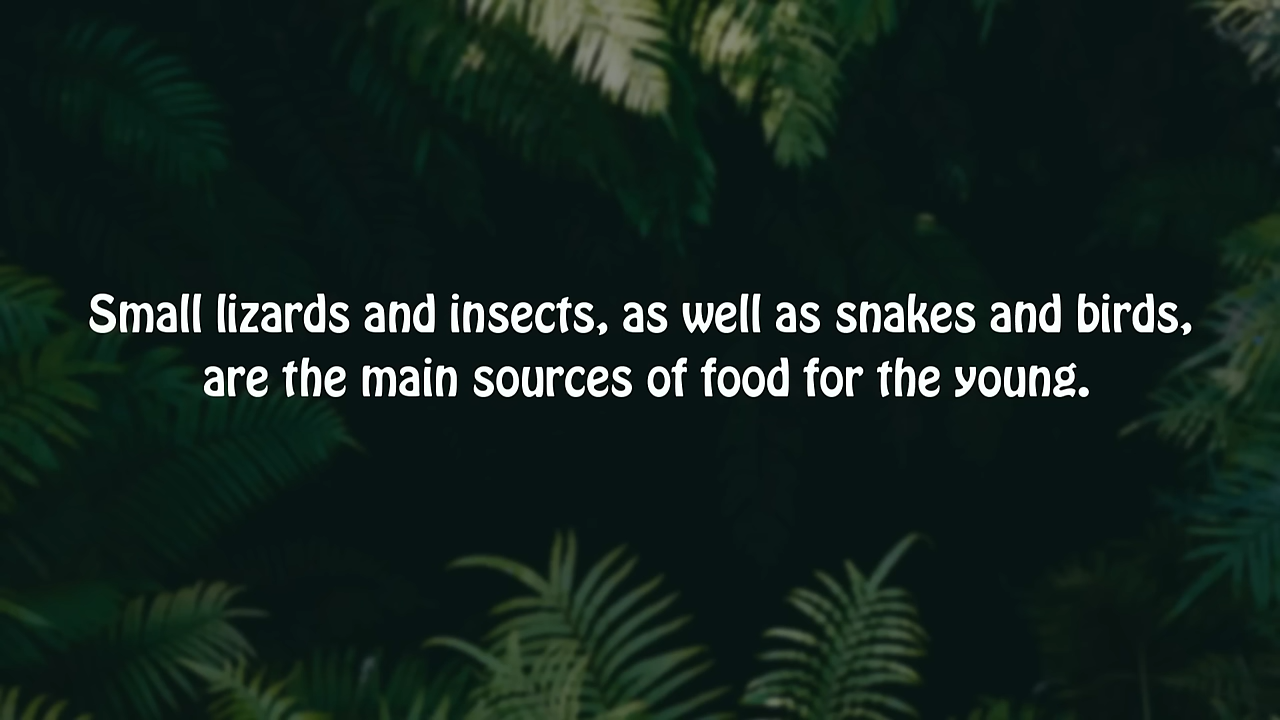 Small lizards and insects, as well as snakes and birds,
are the main sources of food for the young.